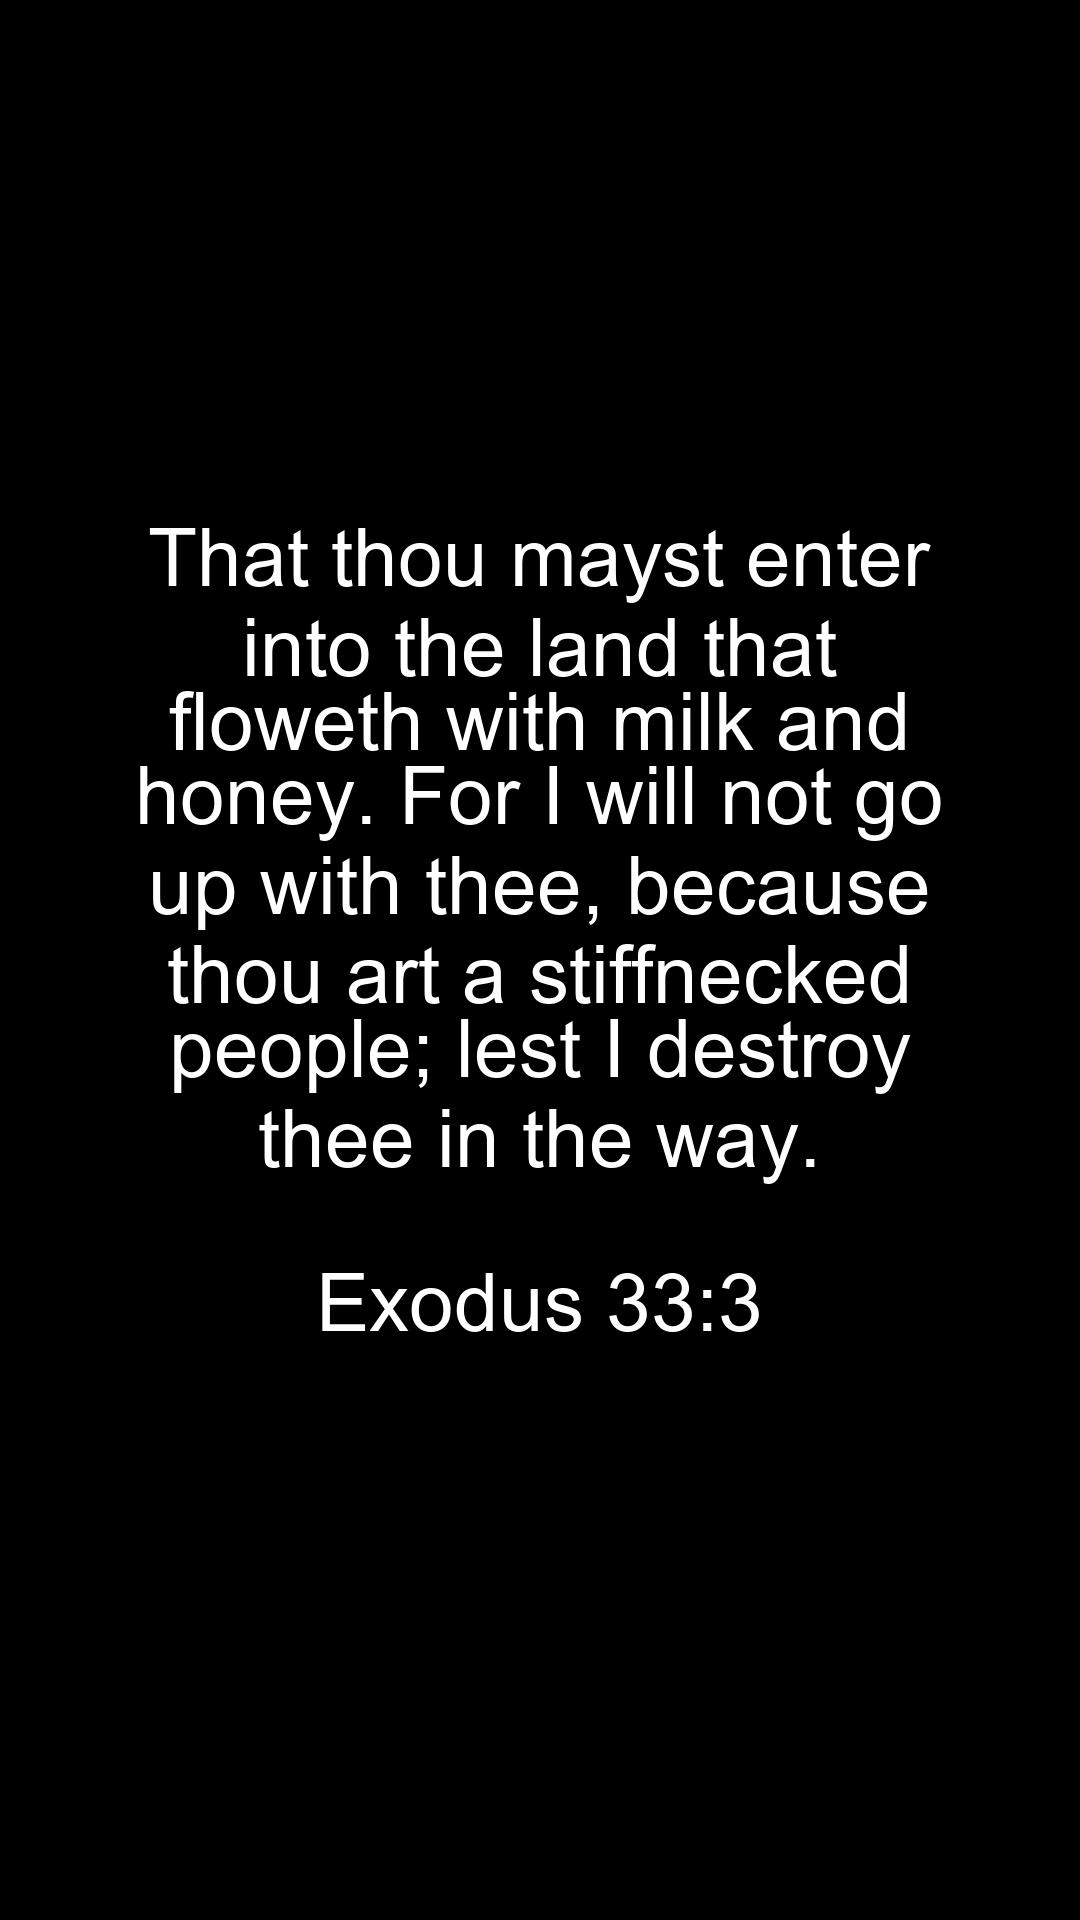 That thou mayst enter
into the land that
floweth with milk and
honey. For I will not go
up with thee, because
thou art a stiffnecked
people; lest I destroy
thee in the way.
Exodus 33:3